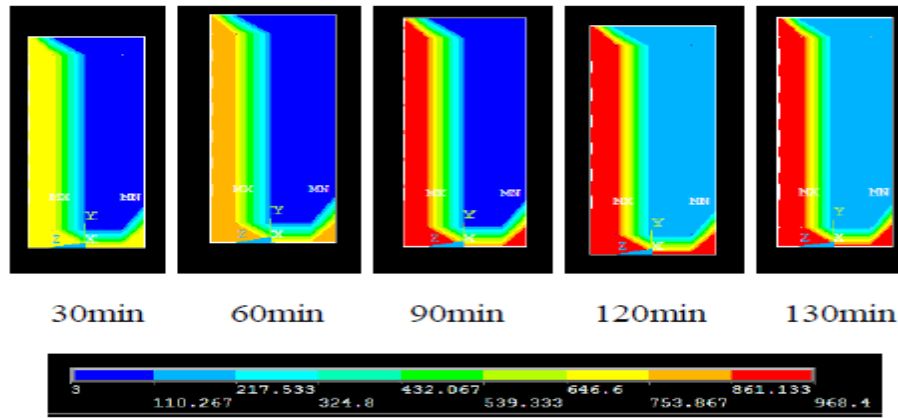 MX MN MX MN MX MN MX MN MX MN
Y Y Y Y Y
Z X Z X Z X Z X Z X
30min 60min 90min 120min 130min
3 217.533 432.067 646.6 861.133
110.267 324.8 539.333 753.867 968.4